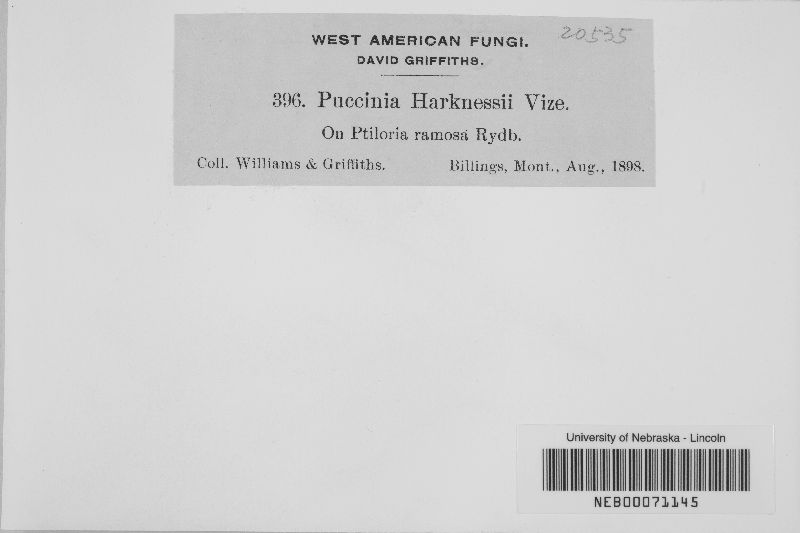 20535
WEST AMERICAN FUNGI.
DAVID GRIFFITHS.
396. Puccinia Harknessii Vize.
On Ptiloria ramosa Rydb.
Coll. Williams & Griffiths. Billings, Mont., Aug., 1898.
University of Nebraska - Lincoln
NEB00071145